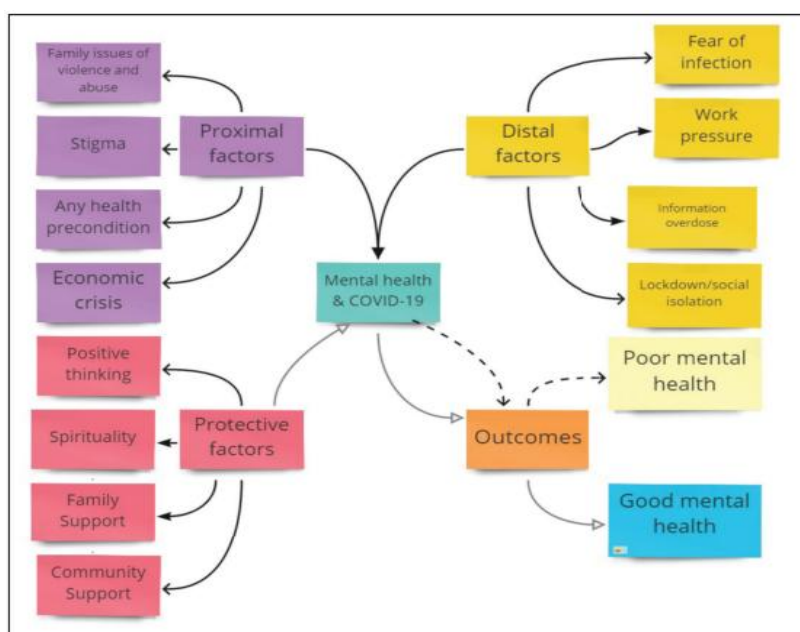 Family issues of
violence and
abuse
Stigma
Any health
precondition
Economic
crisis
Proximal
factors
Distal
factors
Fear of
infection
Work
pressure
Information
overdose
Lockdown/social
isolation
Mental health
& COVID-19
Positive
thinking
Spirituality
Family
Support
Community
Support
Protective
factors
Outcomes
Poor mental
health
Good mental
health